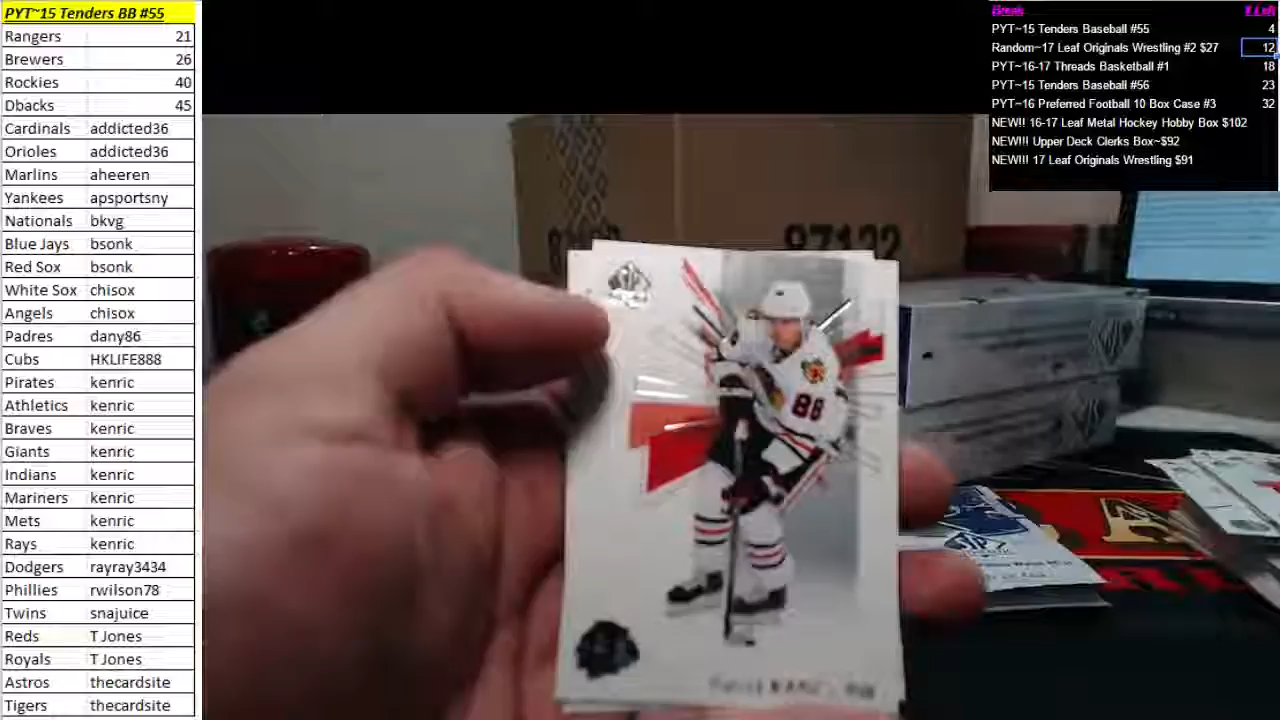 PYT~15 Tenders BB #55
Rangers 21
Brewers 26
Rockies 40
Dbacks 45
Cardinals addicted36
Orioles addicted36
Marlins aheeren
Yankees apsportsny
Nationals bkvg
Blue Jays bsonk
Red Sox bsonk
White Sox chisox
Angels chisox
Padres dany86
Cubs HKLIFE888
Pirates kenric
Athletics kenric
Braves kenric
Giants kenric
Indians kenric
Mariners kenric
Mets kenric
Rays kenric
Dodgers rayray3434
Phillies rwilson78
Twins snajuice
Reds T Jones
Royals T Jones
Astros thecardsite
Tigers thecardsite
Break
PYT~15 Tenders Baseball #55 4
Random~17 Leaf Originals Wrestling #2 $27 12
PYT~16-17 Threads Basketball #1 18
PYT~15 Tenders Baseball #56 23
PYT~16 Preferred Football 10 Box Case #3 32
NEW!! 16-17 Leaf Metal Hockey Hobby Box $102
NEW!!! Upper Deck Clerks Box~$92
NEW!!! 17 Leaf Originals Wrestling $91
97122
88